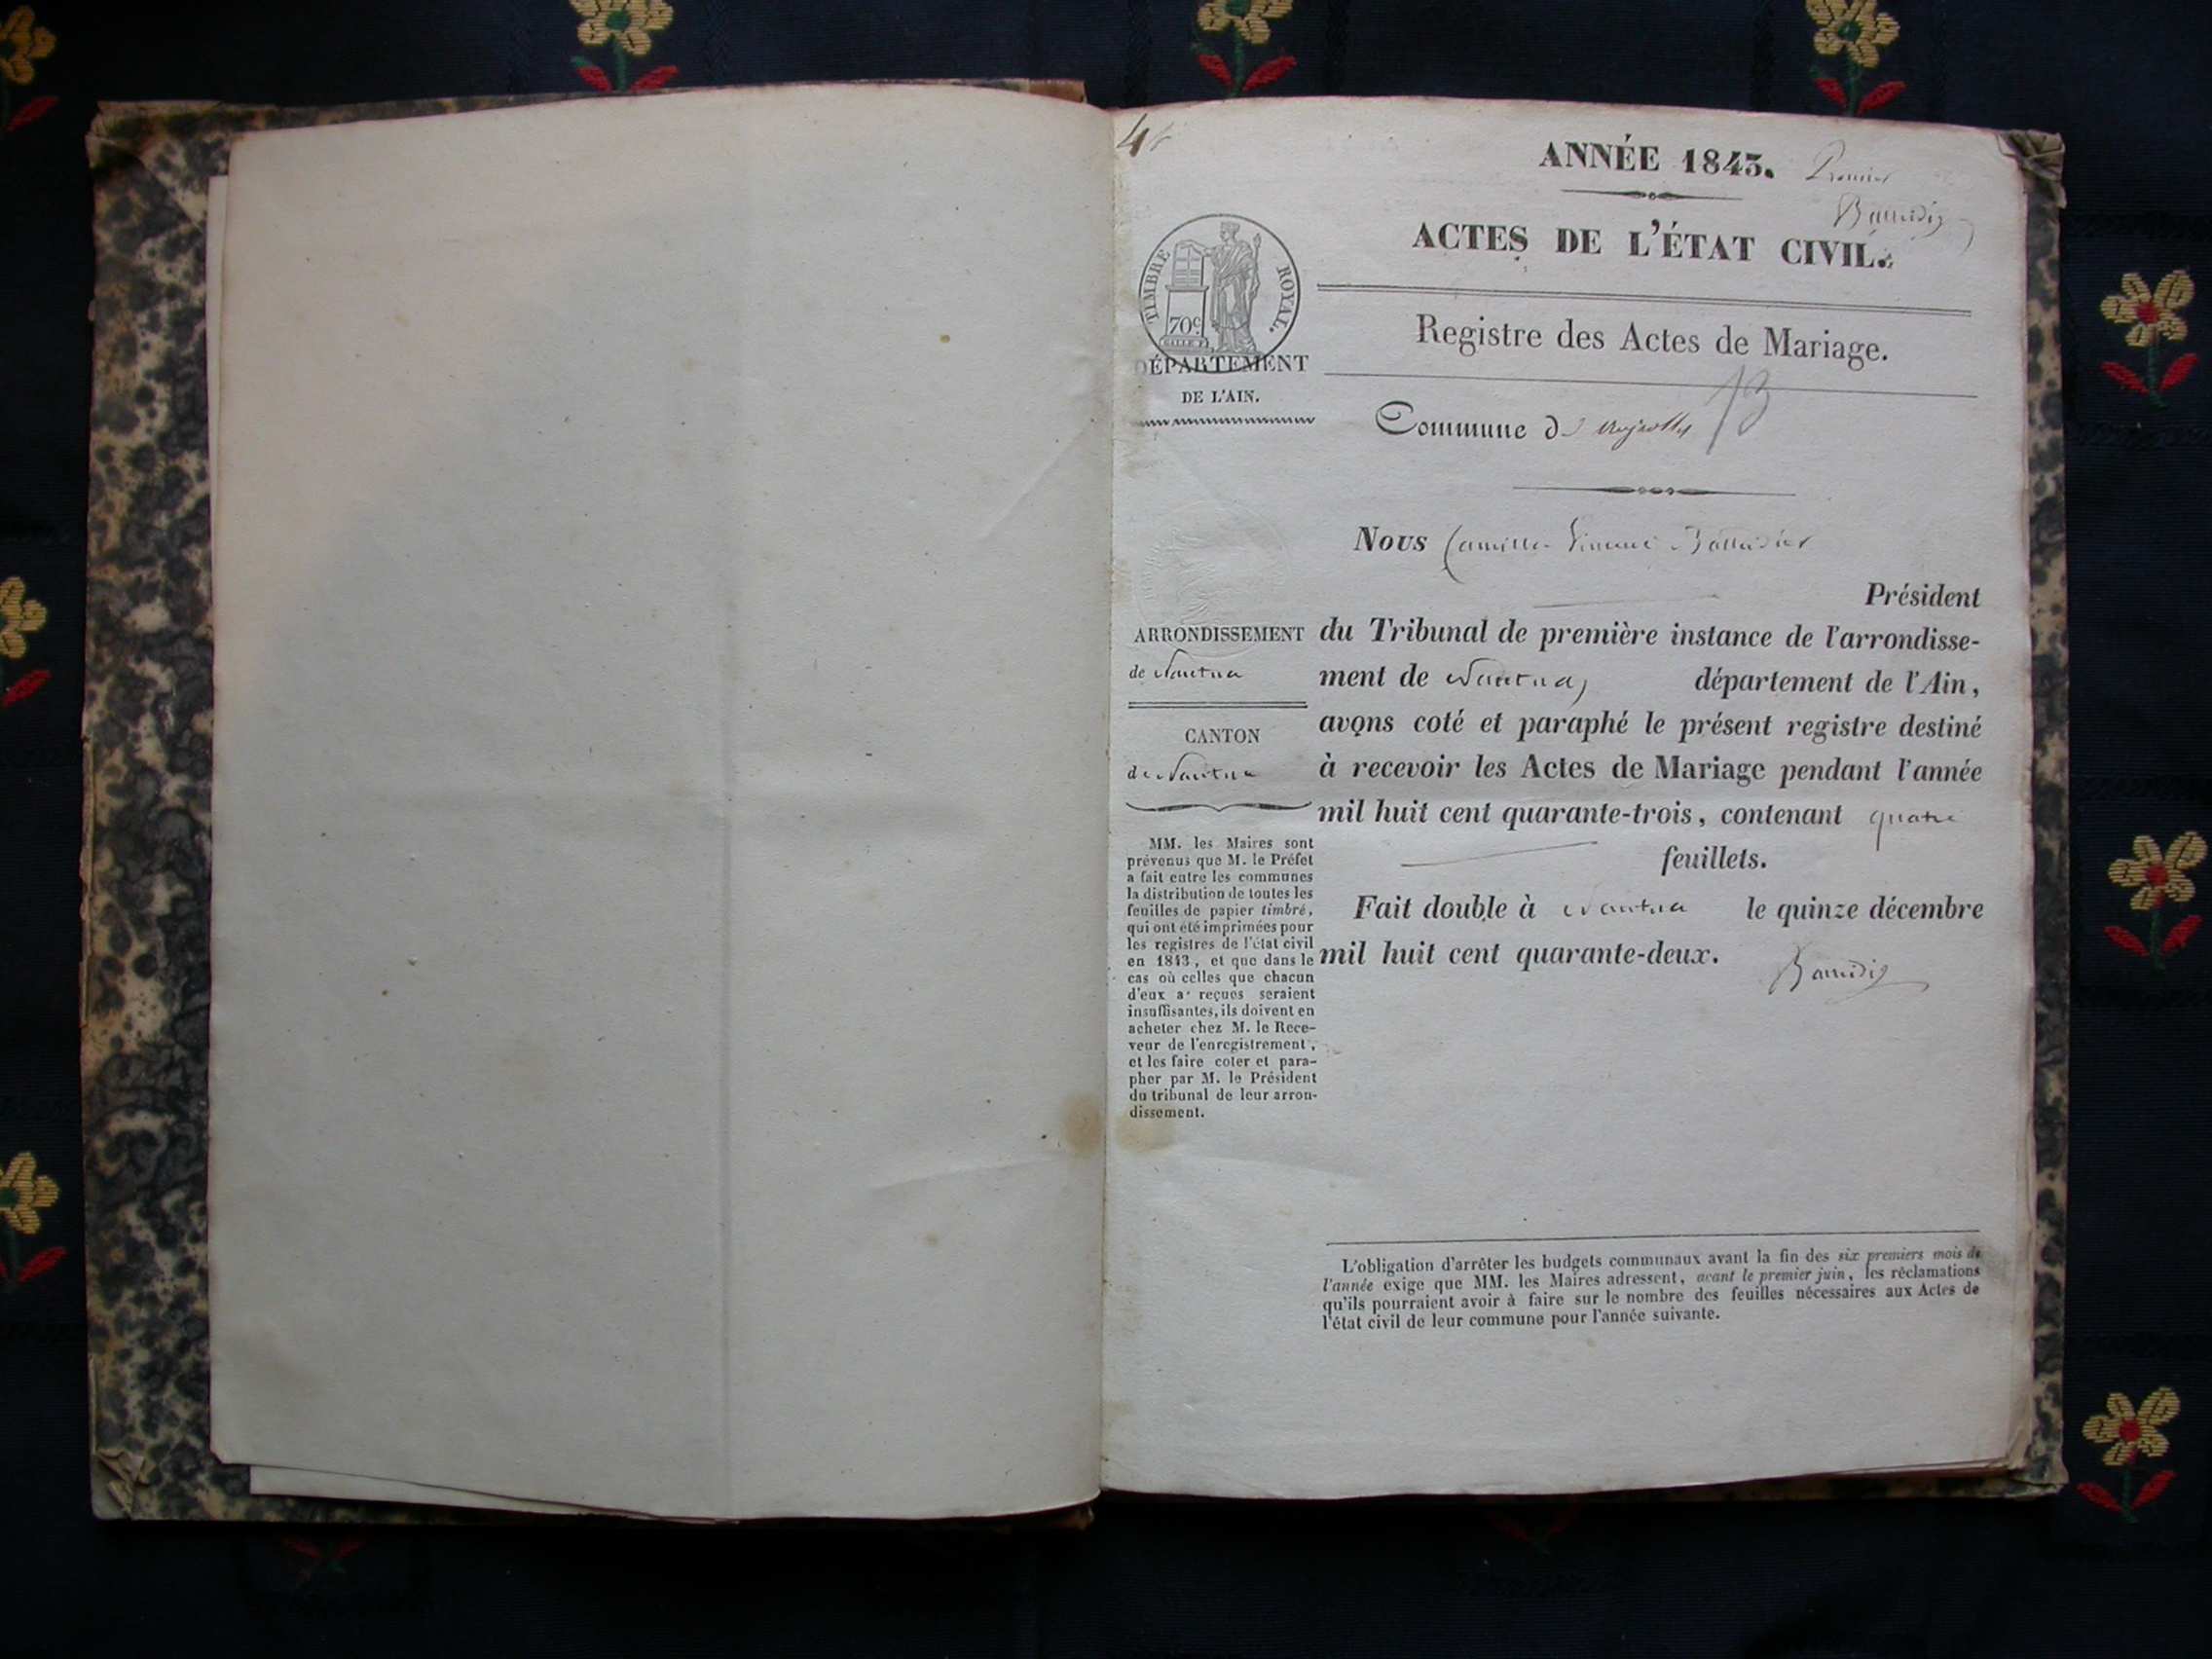 4
ANNÉE 1843. Premier
ACTES DE L'ÉTAT CIVIL.
TIMBRE ROYAL.
70c
DÉPARTEMENT
DE L'AIN.
Registre des Actes de Mariage.
Commune d
13
Nous Camille
Président
ARRONDISSEMENT
de Nantua
CANTON
de Nantua
MM. les Maires sont
prévenus que M. le Préfet
a fait entre les communes
la distribution de toutes les
feuilles de papier timbré,
qui ont été imprimées pour
les registres de l'état civil
en 1843, et que dans le
cas où celles que chacun
d'eux a reçues seraient
insuffisantes, ils doivent en
acheter chez M. le Rece-
veur de l'enregistrement,
et les faire coter et para-
pher par M. le Président
du tribunal de leur arron-
dissement.
du Tribunal de première instance de l'arrondisse-
ment de Nantua, département de l'Ain,
avons coté et paraphé le présent registre destiné
à recevoir les Actes de Mariage pendant l'année
mil huit cent quarante-trois, contenant quatre
feuillets.
Fait double à Nantua le quinze décembre
mil huit cent quarante-deux.
L'obligation d'arrêter les budgets communaux avant la fin des six premiers mois de
l'année exige que MM. les Maires adressent, avant le premier juin, les réclamations
qu'ils pourraient avoir à faire sur le nombre des feuilles nécessaires aux Actes de
l'état civil de leur commune pour l'année suivante.